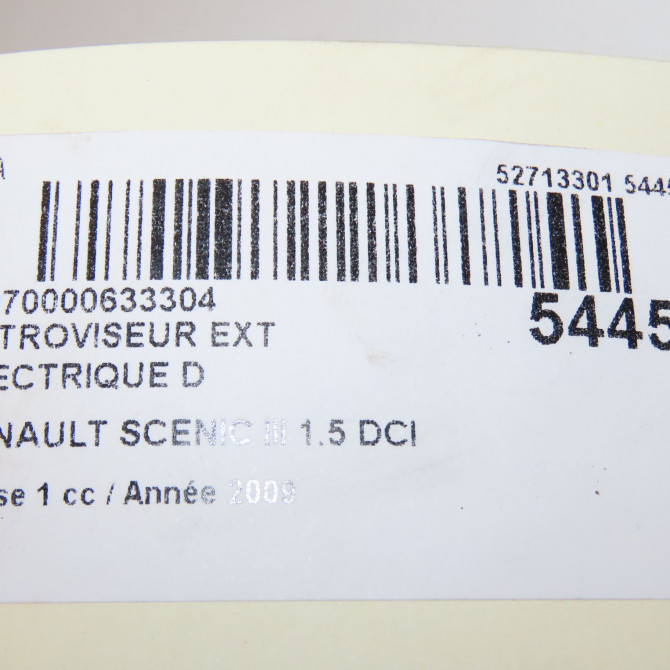 A
52713301 5445
70000633304
5445
TROVISEUR EXT
ECTRIQUE D
NAULT SCENIC III 1.5 DCI
se 1 cc / Année 2009